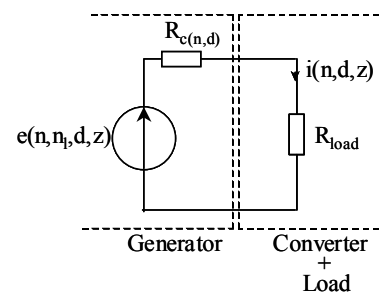 R_c(n,d)
i(n,d,z)
e(n,n_l,d,z)
R_load
Generator
Converter
+
Load